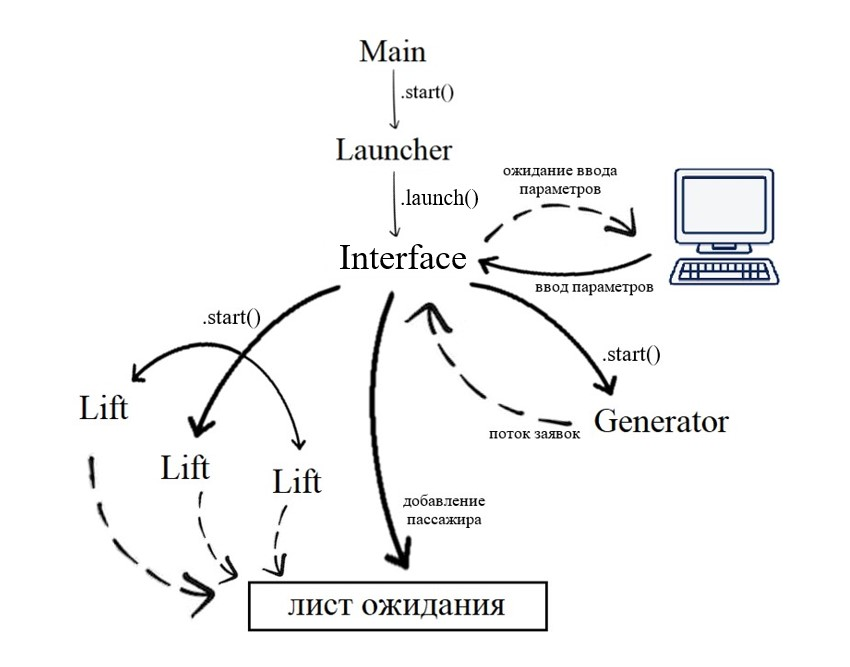 Main
.start()
Launcher
.launch()
ожидание ввода
параметров
Interface
ввод параметров
.start()
.start()
Lift
Generator
поток заявок
Lift
Lift
добавление
пассажира
лист ожидания